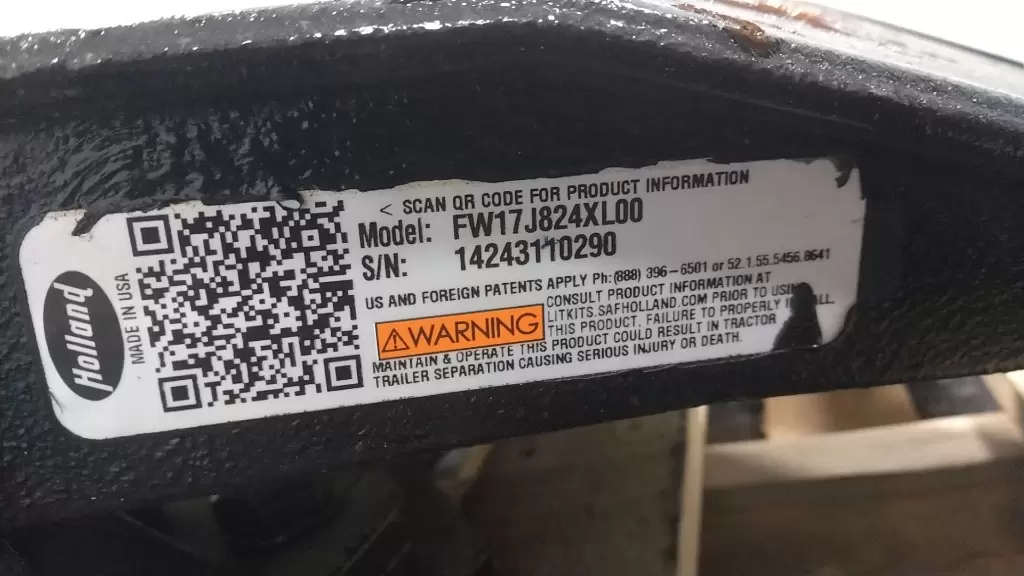 Holland
MADE IN USA
< SCAN QR CODE FOR PRODUCT INFORMATION
Model: FW17J824XL00
S/N: 14243110290
US AND FOREIGN PATENTS APPLY Ph: (888) 396-6501 or 52.1.55.5456.8641
WARNING
CONSULT PRODUCT INFORMATION AT
LITKITS.SAFHOLLAND.COM PRIOR TO
THIS PRODUCT. FAILURE TO PROPERLY
MAINTAIN & OPERATE THIS PRODUCT COULD RESULT IN TRACTOR
TRAILER SEPARATION CAUSING SERIOUS INJURY OR DEATH.